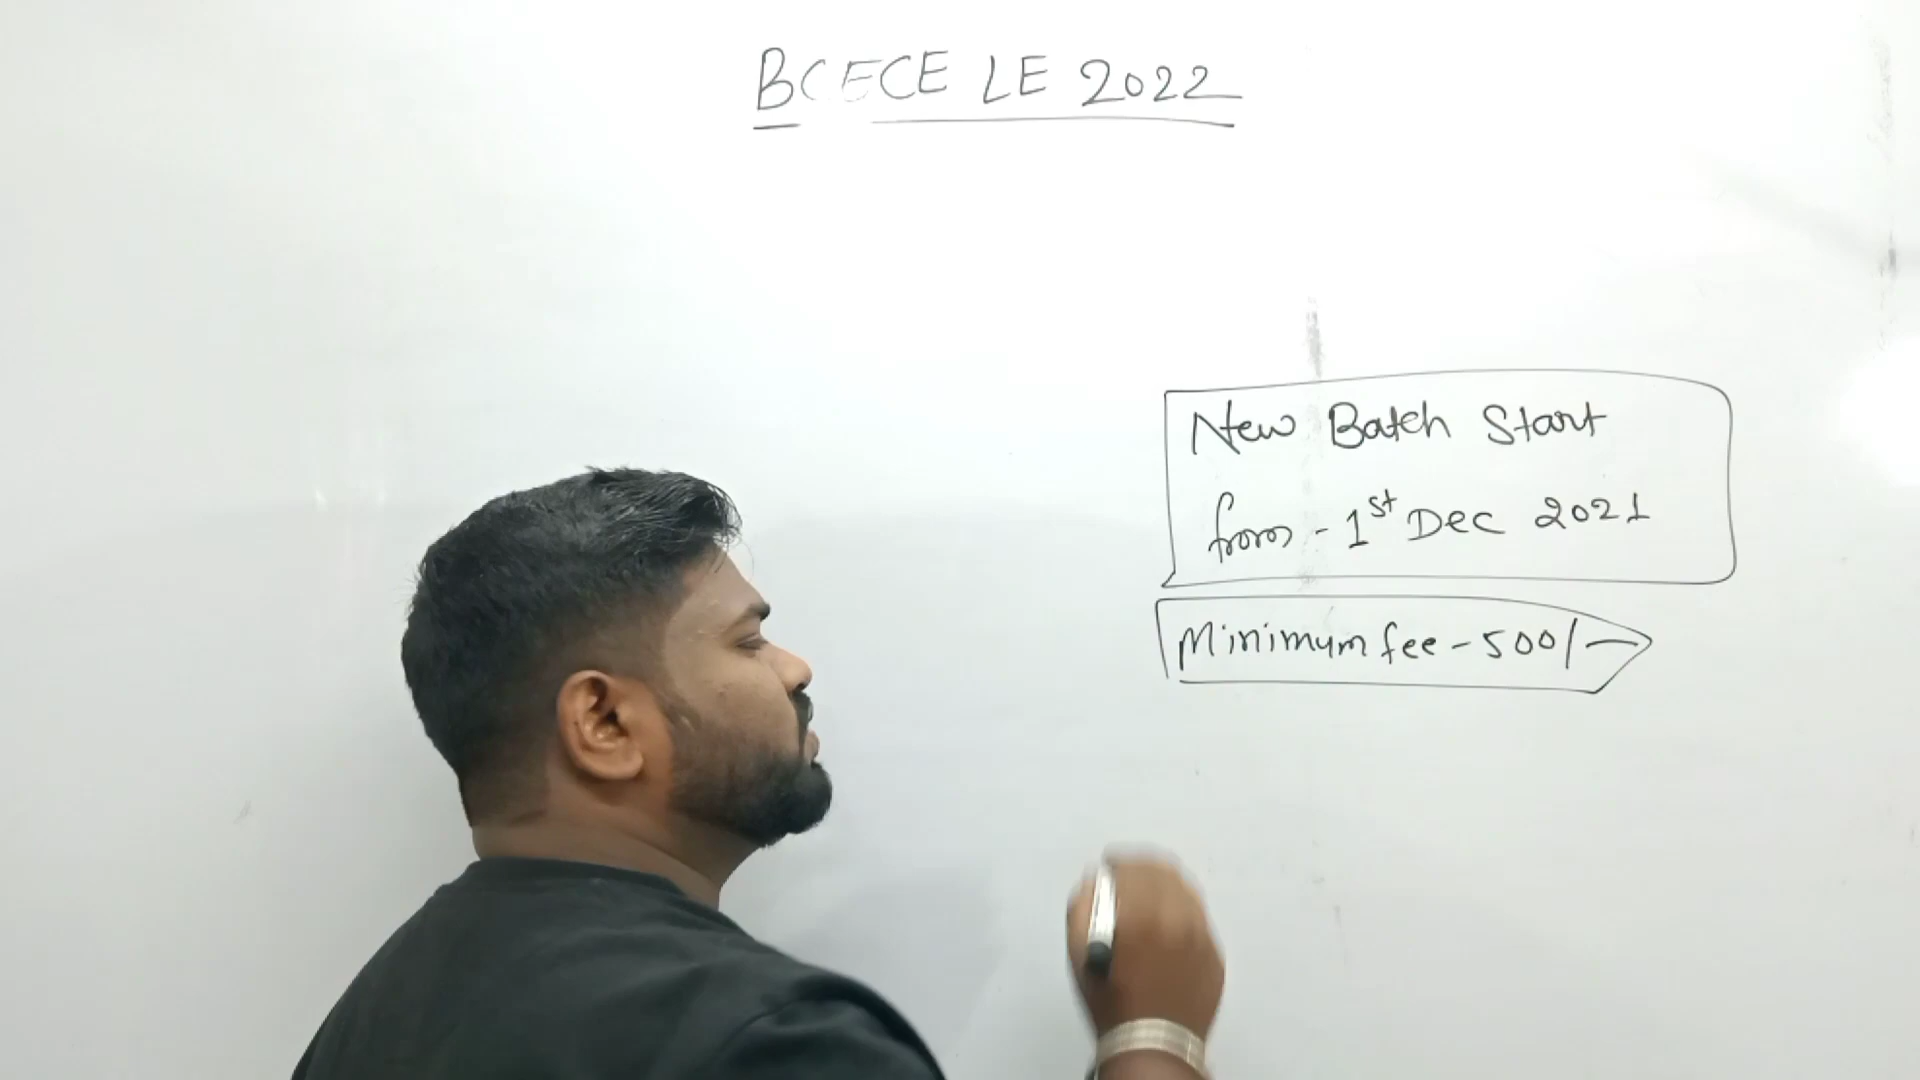 BCECE LE 2022
New Batch Start
from - 1st Dec 2021
Minimum fee - 500/-